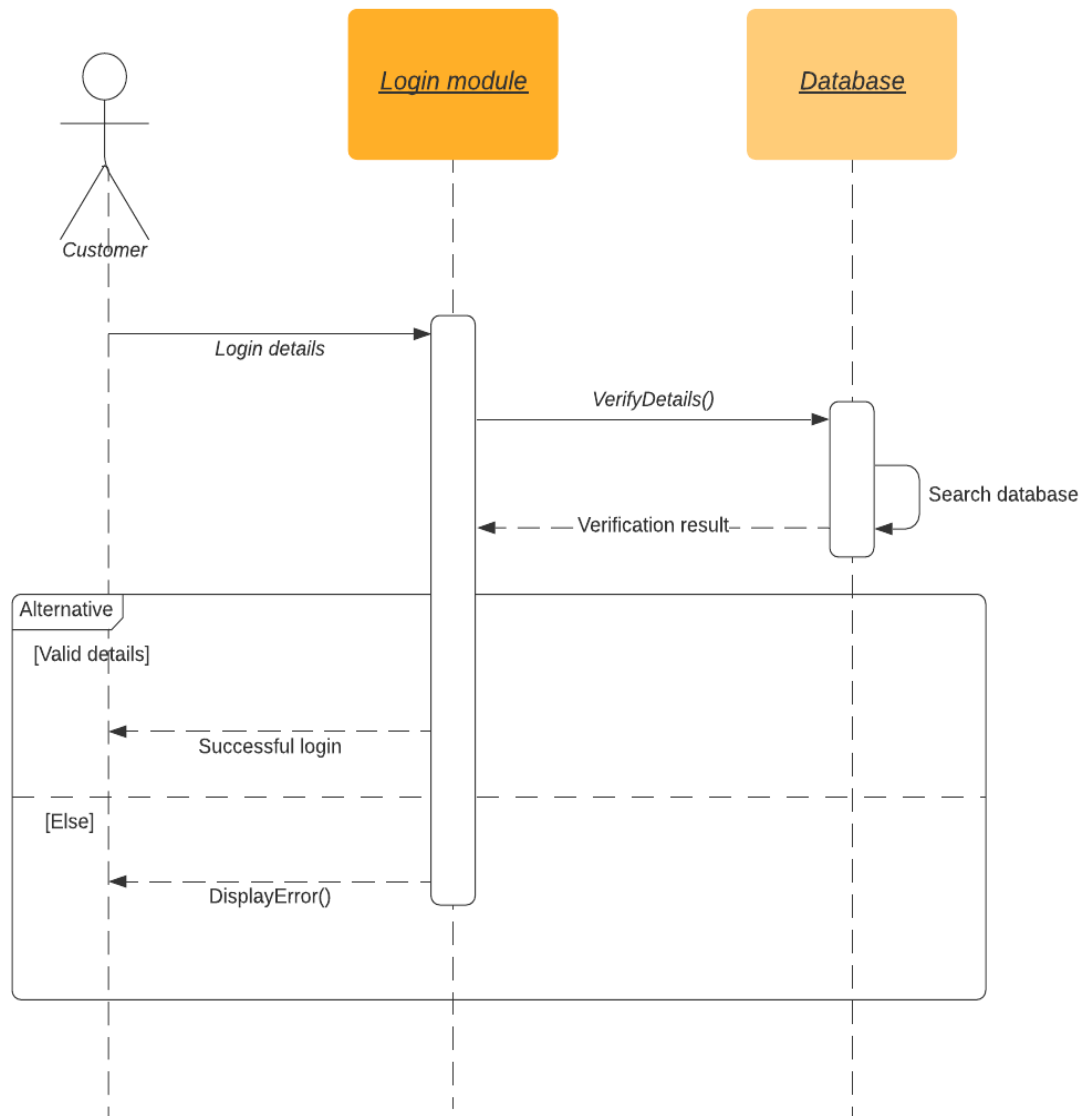 Login module
Database
Customer
Login details
VerifyDetails()
Search database
Verification result
Alternative
[Valid details]
Successful login
[Else]
DisplayError()